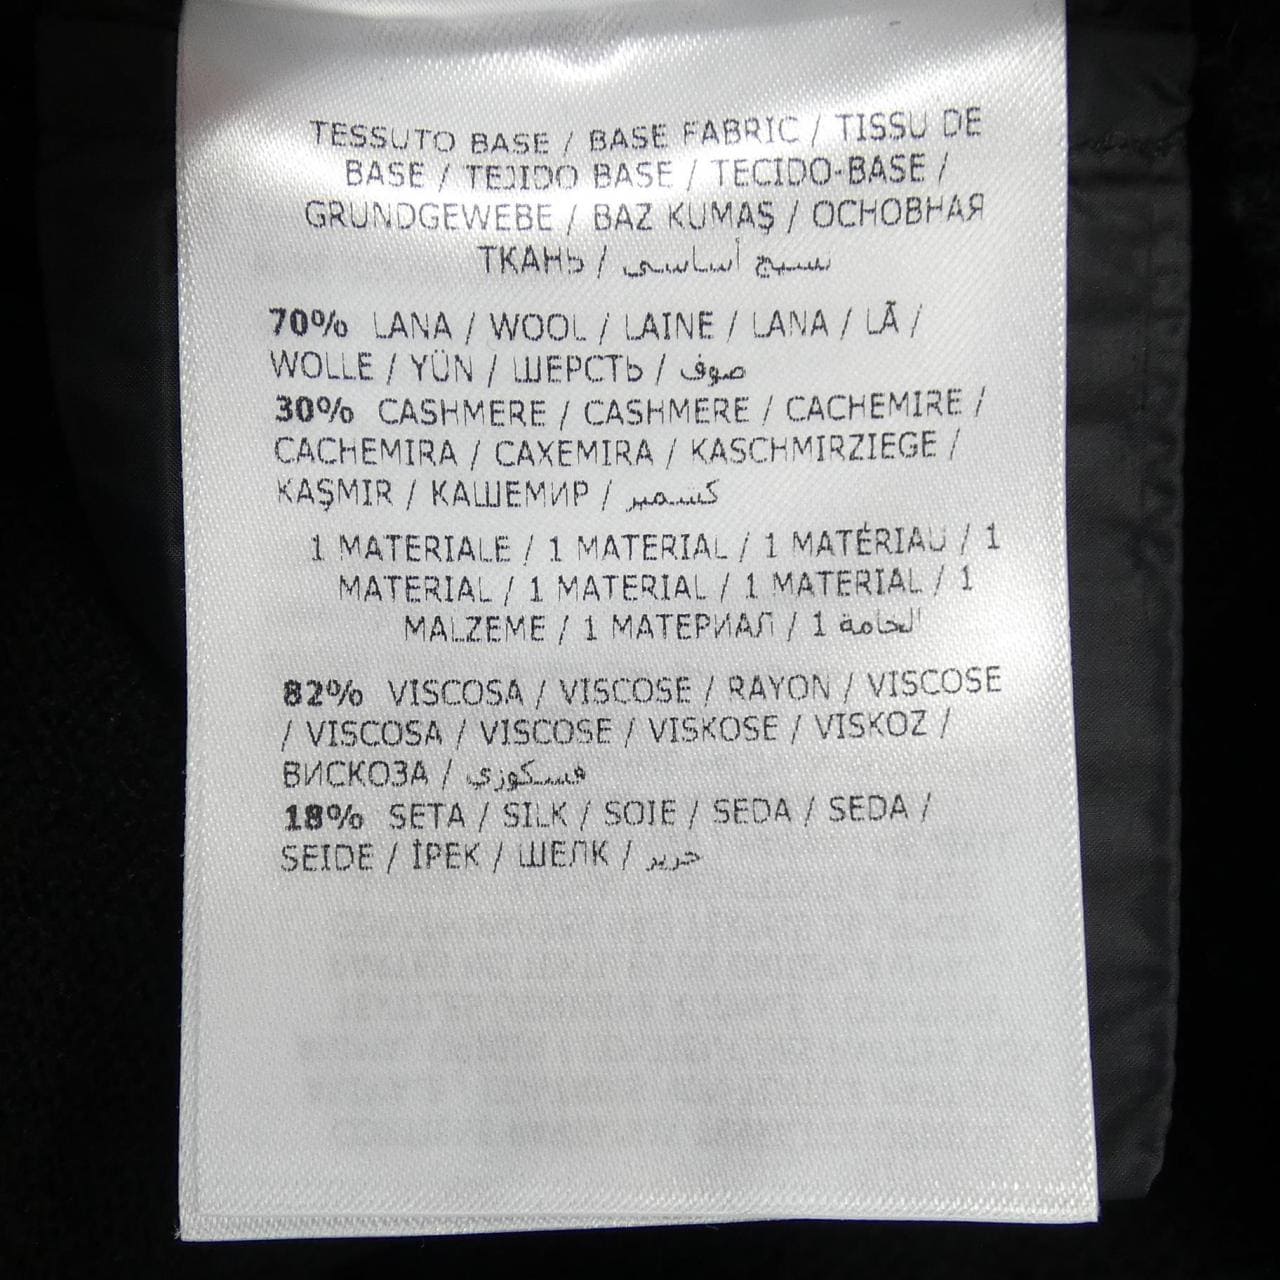 TESSUTO BASE / BASE FABRIC / TISSU DE
BASE / TEJIDO BASE / TECIDO-BASE /
GRUNDGEWEBE / BAZ KUMAŞ / ОСНОВНАЯ
ТКАНЬ / نسيج أساسي
70% LANA / WOOL / LAINE / LANA / LÃ /
WOLLE / YÜN / ШЕРСТЬ / صوف
30% CASHMERE / CASHMERE / CACHEMIRE /
CACHEMIRA / CAXEMIRA / KASCHMIRZIEGE /
KAŞMIR / КАШЕМИР / كشمير
1 MATERIALE / 1 MATERIAL / 1 MATÉRIAU / 1
MATERIAL / 1 MATERIAL / 1 MATERIAL / 1
MALZEME / 1 МАТЕРИАЛ / 1 الخامة
82% VISCOSA / VISCOSE / RAYON / VISCOSE
/ VISCOSA / VISCOSE / VISKOSE / VISKOZ /
ВИСКОЗА / فسكوزي
18% SETA / SILK / SOIE / SEDA / SEDA /
SEIDE / İPEK / ШЕЛК / حرير